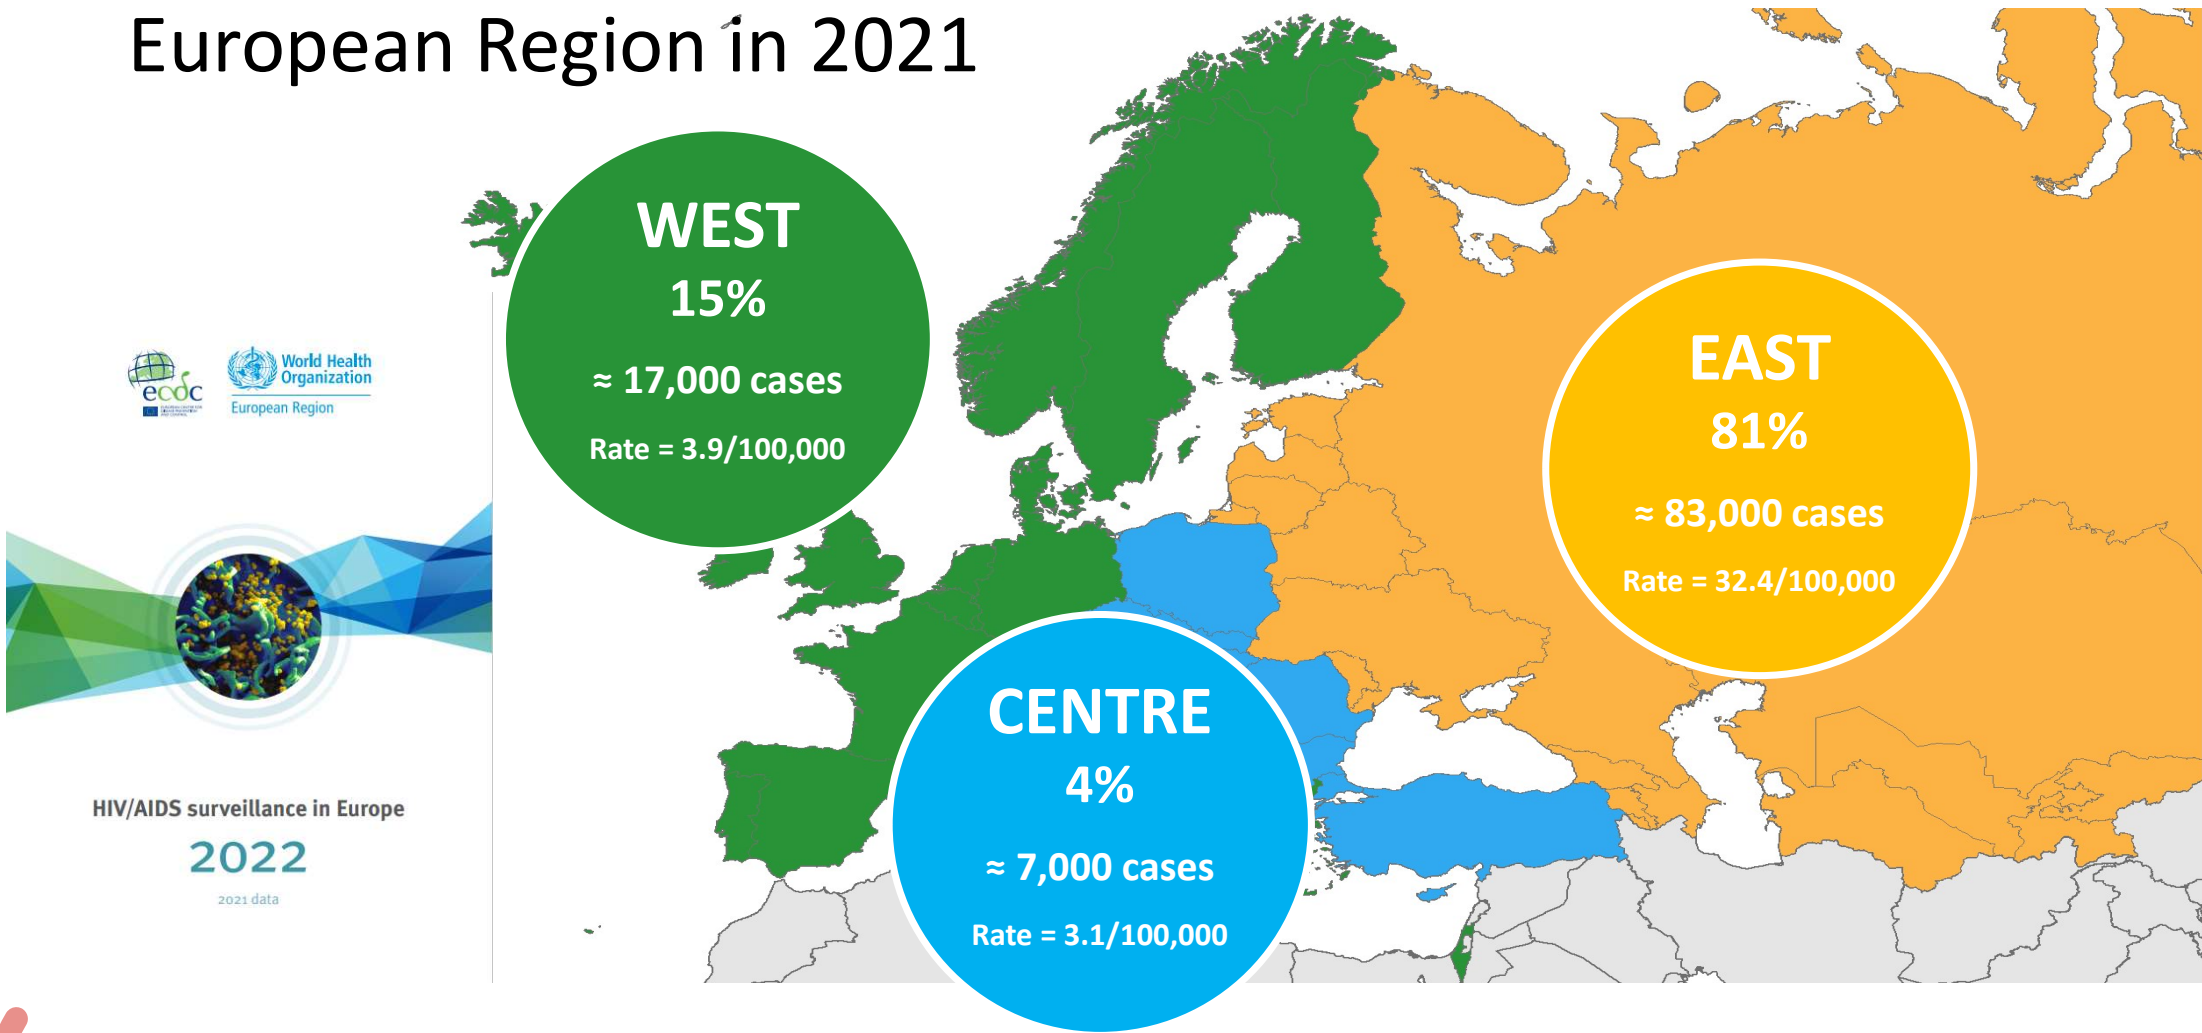 European Region in 2021
WEST
15%
≈ 17,000 cases
Rate = 3.9/100,000
EAST
81%
≈ 83,000 cases
Rate = 32.4/100,000
CENTRE
4%
≈ 7,000 cases
Rate = 3.1/100,000
ecdc
World Health
Organization
European Region
HIV/AIDS surveillance in Europe
2022
2021 data